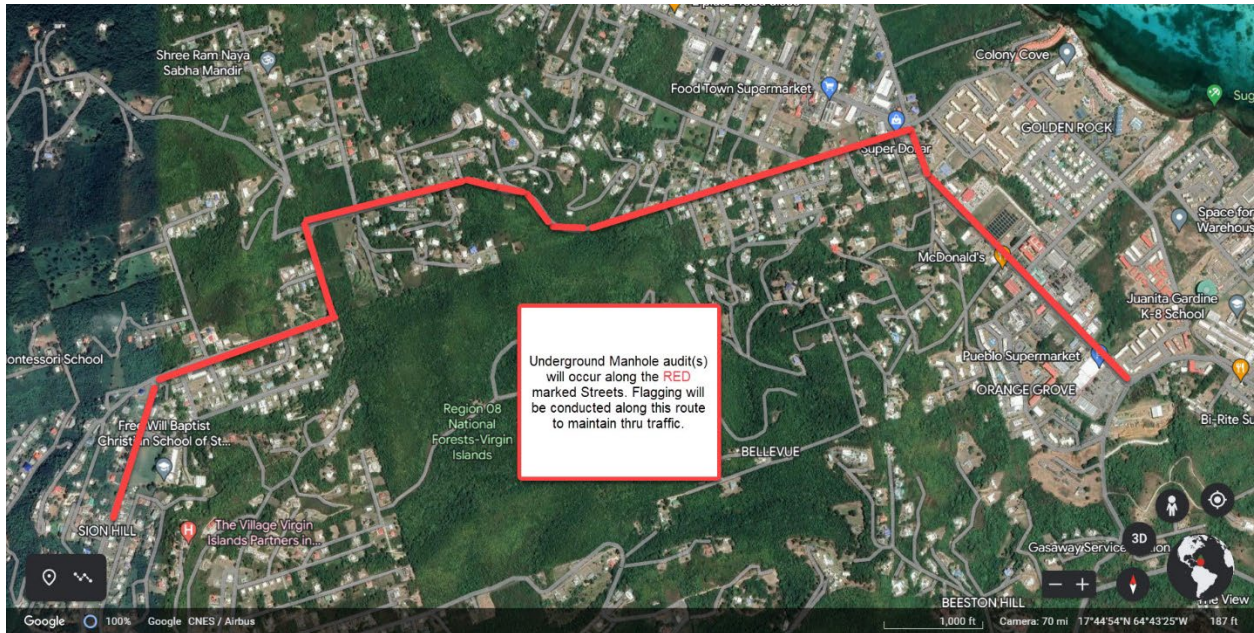 Shree Ram Naya
Sabha Mandir
Colony Cove
Food Town Supermarket
Sug
GOLDEN ROCK
Super Dollar
Space for
Warehous
McDonald's
Juanita Gardine
K-8 School
ontessori School
Pueblo Supermarket
ORANGE GROVE
Underground Manhole audit(s)
will occur along the RED
marked Streets. Flagging will
be conducted along this route
to maintain thru traffic.
Region 08
National
Forests-Virgin
Islands
Free Will Baptist
Christian School of St...
Bi-Rite Su
BELLEVUE
SION HILL
H
The Village Virgin
Islands Partners in...
3D
Gasaway Service Station
BEESTON HILL
The View
Google 100% Google CNES / Airbus 1,000 ft Camera: 70 mi 17°44'54"N 64°43'25"W 187 ft